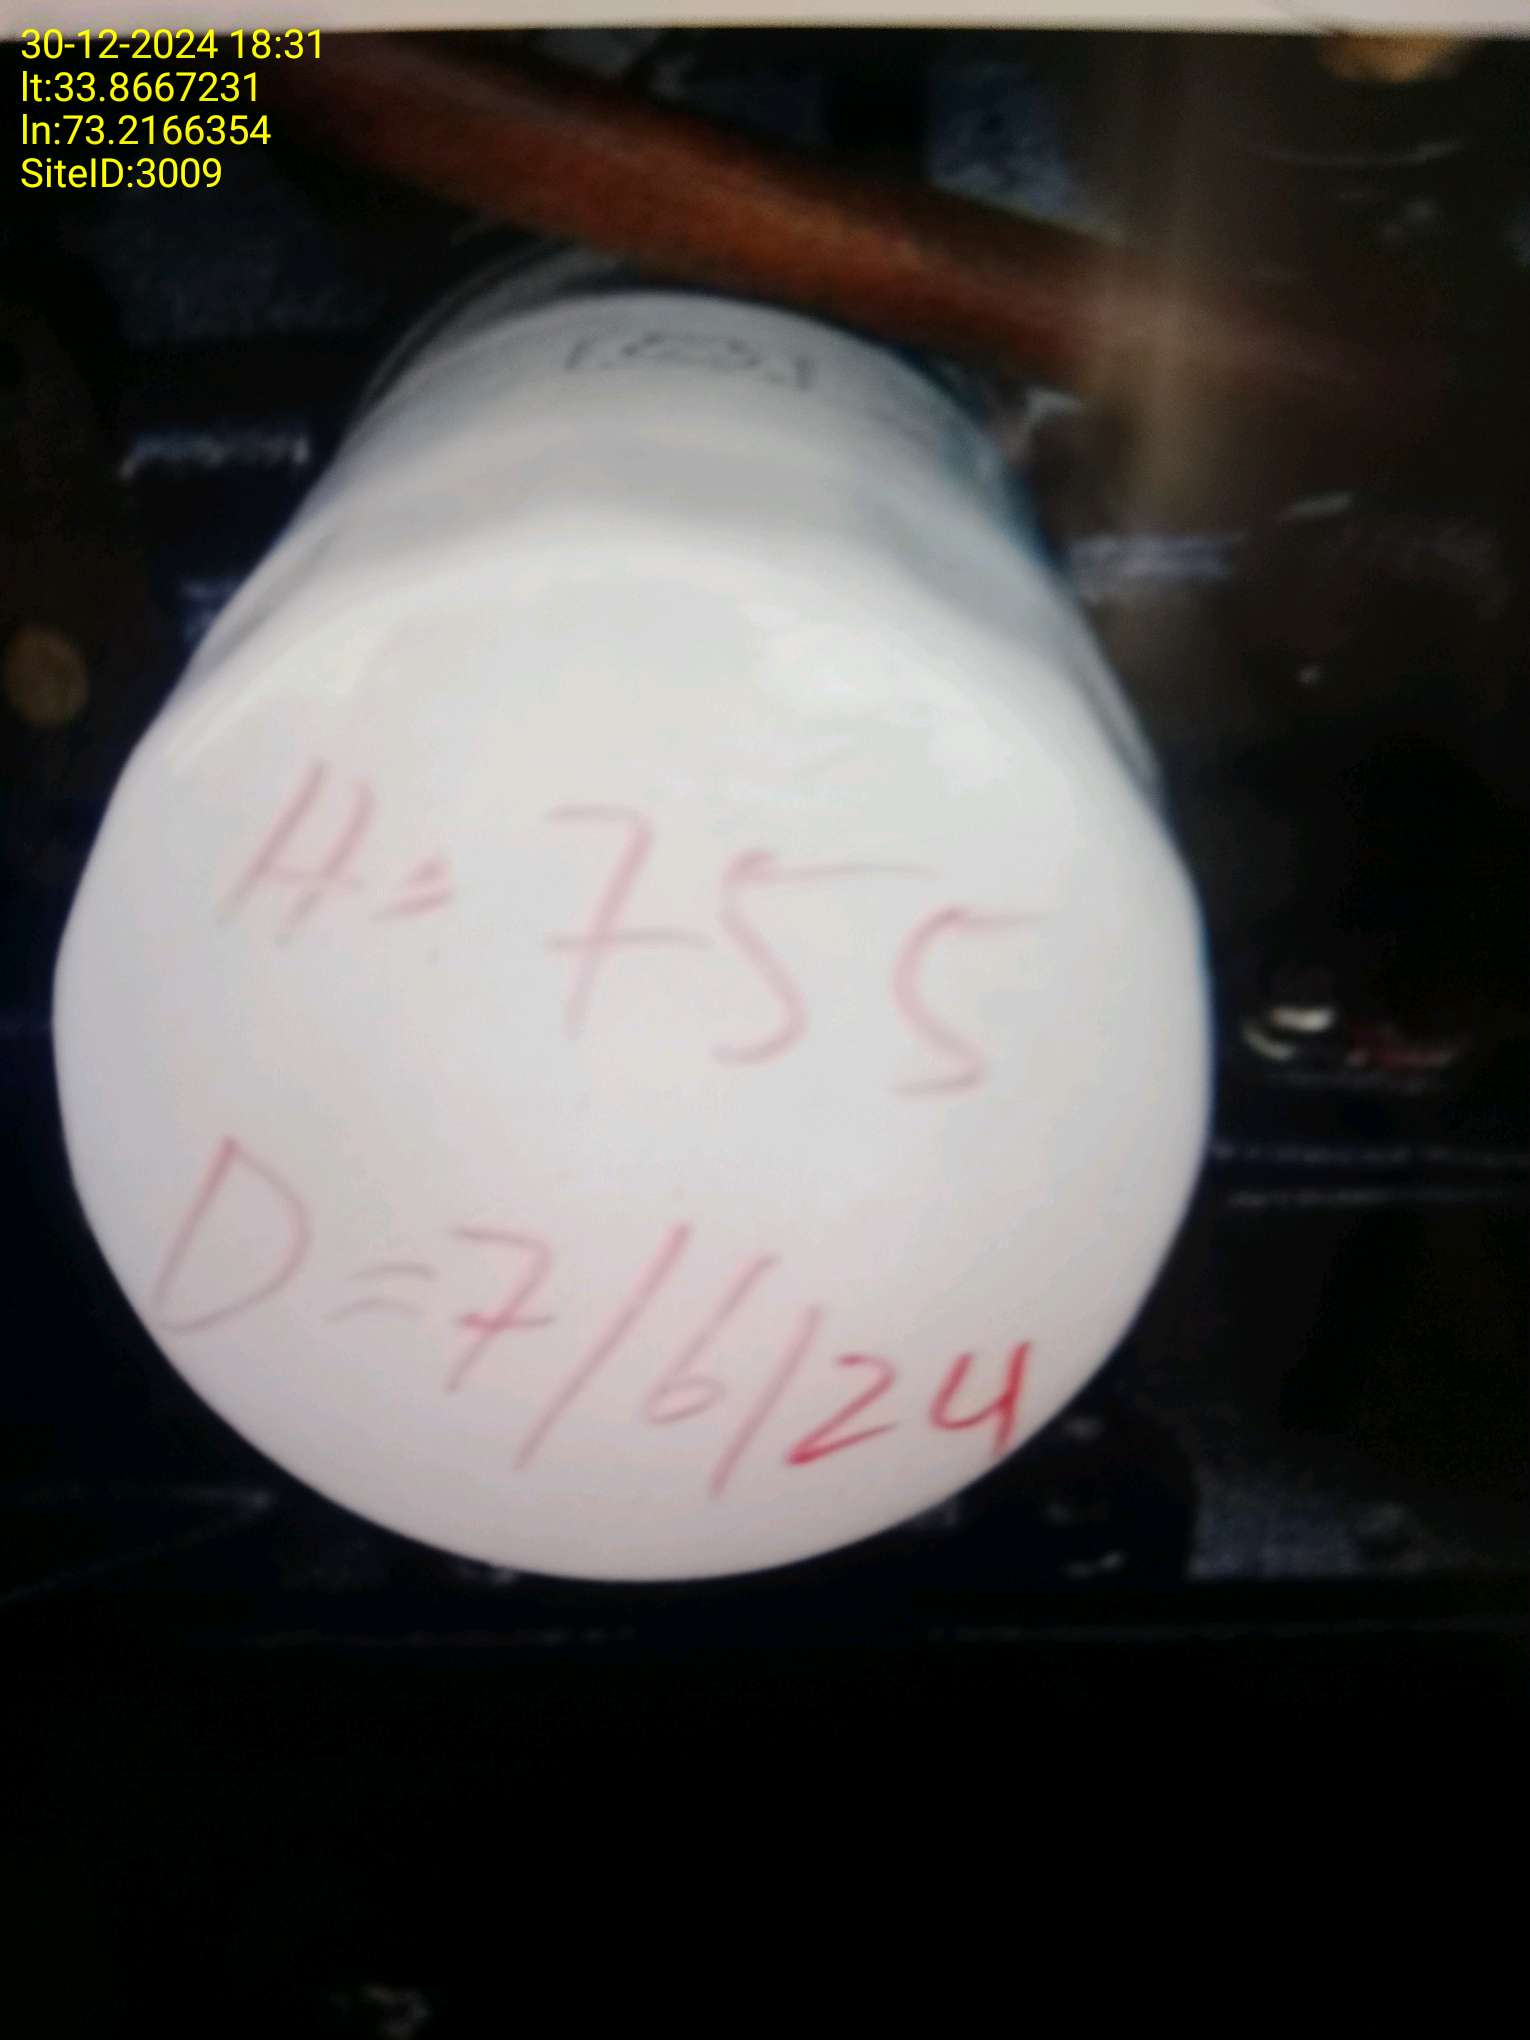 30-12-2024 18:31
lt:33.8667231
ln:73.2166354
SiteID:3009
H= 755
D=7/6/24